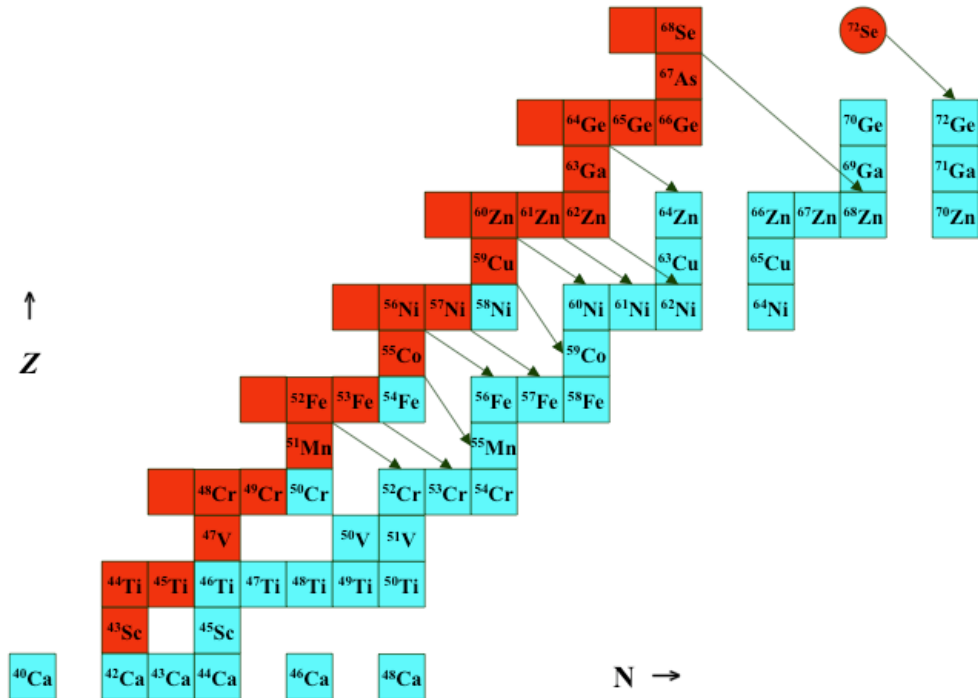 ⁶⁸Se ⁷²Se
⁶⁷As
⁶⁴Ge ⁶⁵Ge ⁶⁶Ge ⁷⁰Ge ⁷²Ge
⁶³Ga ⁶⁹Ga ⁷¹Ga
⁶⁰Zn ⁶¹Zn ⁶²Zn ⁶⁴Zn ⁶⁶Zn ⁶⁷Zn ⁶⁸Zn ⁷⁰Zn
⁵⁹Cu ⁶³Cu ⁶⁵Cu
↑ ⁵⁶Ni ⁵⁷Ni ⁵⁸Ni ⁶⁰Ni ⁶¹Ni ⁶²Ni ⁶⁴Ni
Z ⁵⁵Co ⁵⁹Co
⁵²Fe ⁵³Fe ⁵⁴Fe ⁵⁶Fe ⁵⁷Fe ⁵⁸Fe
⁵¹Mn ⁵⁵Mn
⁴⁸Cr ⁴⁹Cr ⁵⁰Cr ⁵²Cr ⁵³Cr ⁵⁴Cr
⁴⁷V ⁵⁰V ⁵¹V
⁴⁴Ti ⁴⁵Ti ⁴⁶Ti ⁴⁷Ti ⁴⁸Ti ⁴⁹Ti ⁵⁰Ti
⁴³Sc ⁴⁵Sc
⁴⁰Ca ⁴²Ca ⁴³Ca ⁴⁴Ca ⁴⁶Ca ⁴⁸Ca N →